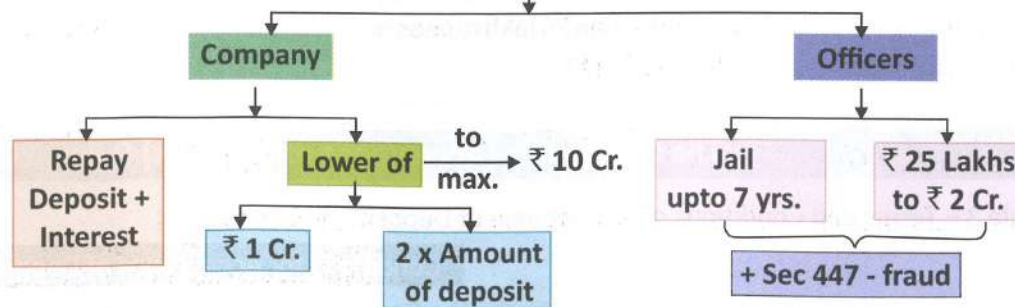 Company
Officers
Repay
Deposit +
Interest
Lower of
to
max.
₹ 10 Cr.
₹ 1 Cr.
2 x Amount
of deposit
Jail
upto 7 yrs.
₹ 25 Lakhs
to ₹ 2 Cr.
+ Sec 447 - fraud